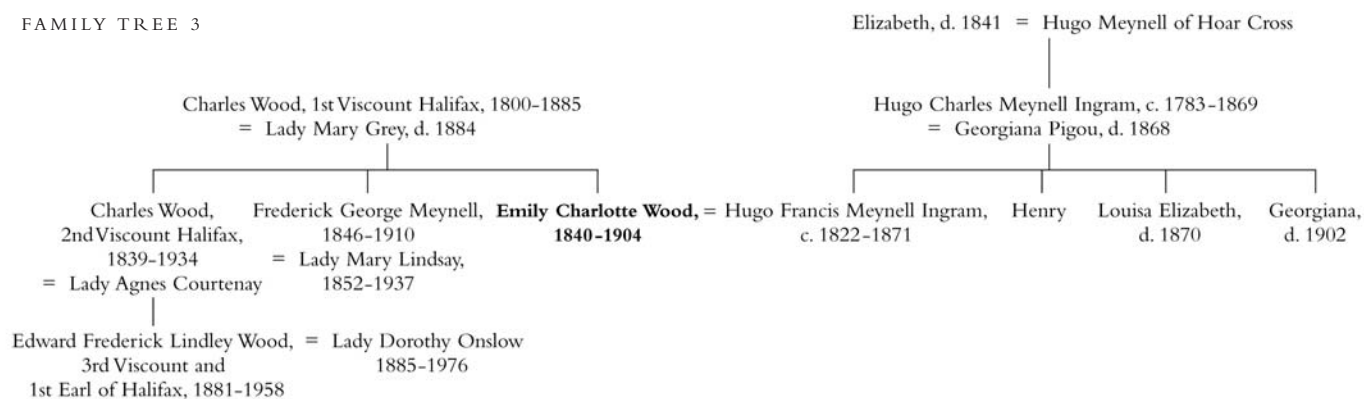 FAMILY TREE 3
Elizabeth, d. 1841 = Hugo Meynell of Hoar Cross
Charles Wood, 1st Viscount Halifax, 1800–1885
= Lady Mary Grey, d. 1884
Hugo Charles Meynell Ingram, c. 1783–1869
= Georgiana Pigou, d. 1868
Charles Wood,
2nd Viscount Halifax,
1839–1934
= Lady Agnes Courtenay
Frederick George Meynell,
1846–1910
= Lady Mary Lindsay,
1852–1937
Emily Charlotte Wood,
1840–1904
= Hugo Francis Meynell Ingram,
c. 1822–1871
Henry
Louisa Elizabeth,
d. 1870
Georgiana,
d. 1902
Edward Frederick Lindley Wood,
3rd Viscount and
1st Earl of Halifax, 1881–1958
= Lady Dorothy Onslow
1885–1976